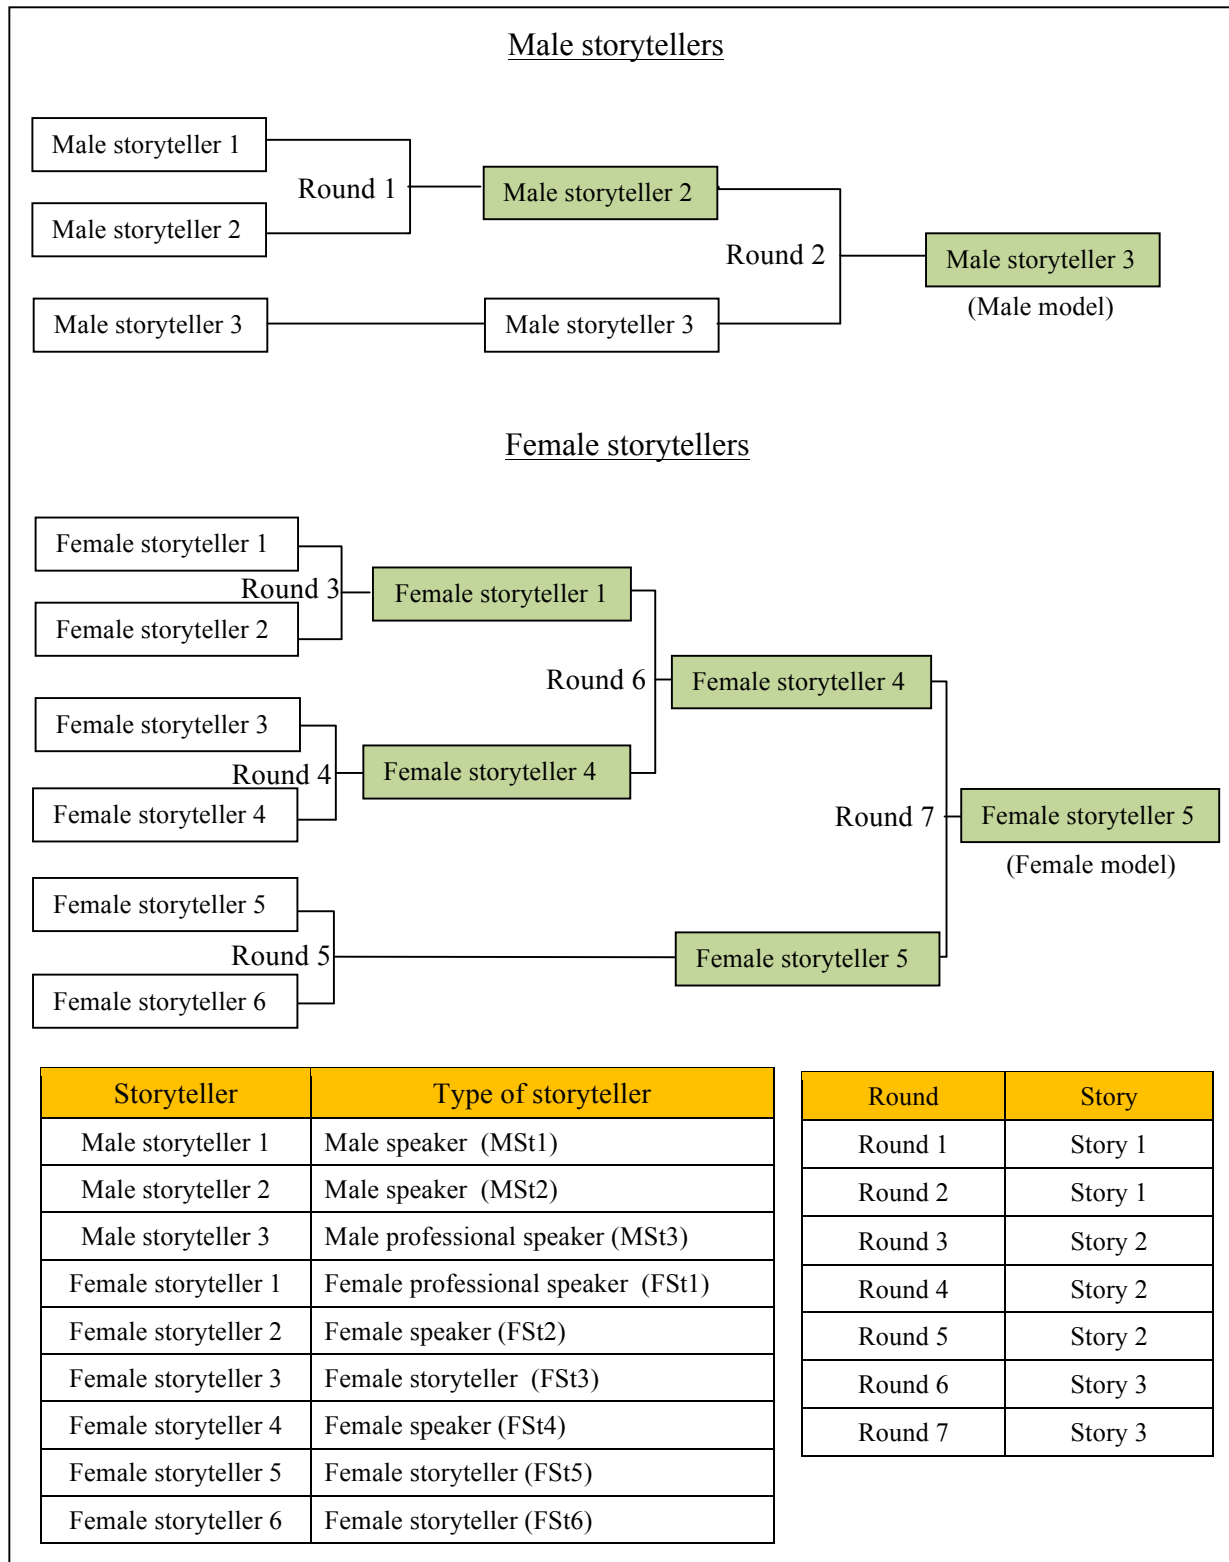 Male storytellers
Male storyteller 1
Round 1
Male storyteller 2
Male storyteller 2
Round 2
Male storyteller 3
(Male model)
Male storyteller 3
Male storyteller 3
Female storytellers
Female storyteller 1
Round 3
Female storyteller 1
Female storyteller 2
Round 6
Female storyteller 4
Female storyteller 3
Round 4
Female storyteller 4
Female storyteller 4
Round 7
Female storyteller 5
(Female model)
Female storyteller 5
Round 5
Female storyteller 5
Female storyteller 6
Storyteller Type of storyteller
Male storyteller 1 Male speaker (MSt1)
Male storyteller 2 Male speaker (MSt2)
Male storyteller 3 Male professional speaker (MSt3)
Female storyteller 1 Female professional speaker (FSt1)
Female storyteller 2 Female speaker (FSt2)
Female storyteller 3 Female storyteller (FSt3)
Female storyteller 4 Female speaker (FSt4)
Female storyteller 5 Female storyteller (FSt5)
Female storyteller 6 Female storyteller (FSt6)
Round Story
Round 1 Story 1
Round 2 Story 1
Round 3 Story 2
Round 4 Story 2
Round 5 Story 2
Round 6 Story 3
Round 7 Story 3